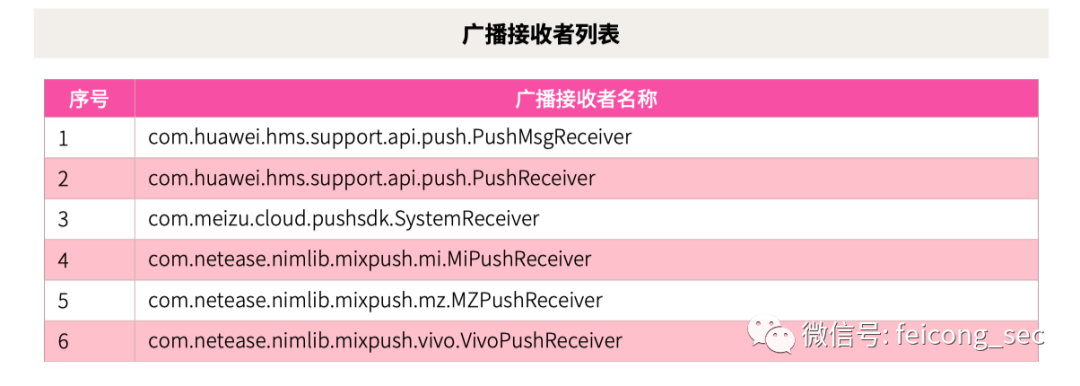 广播接收者列表
序号 广播接收者名称
1 com.huawei.hms.support.api.push.PushMsgReceiver
2 com.huawei.hms.support.api.push.PushReceiver
3 com.meizu.cloud.pushsdk.SystemReceiver
4 com.netease.nimlib.mixpush.mi.MiPushReceiver
5 com.netease.nimlib.mixpush.mz.MZPushReceiver
6 com.netease.nimlib.mixpush.vivo.VivoPushReceiver
微信号: feicong_sec